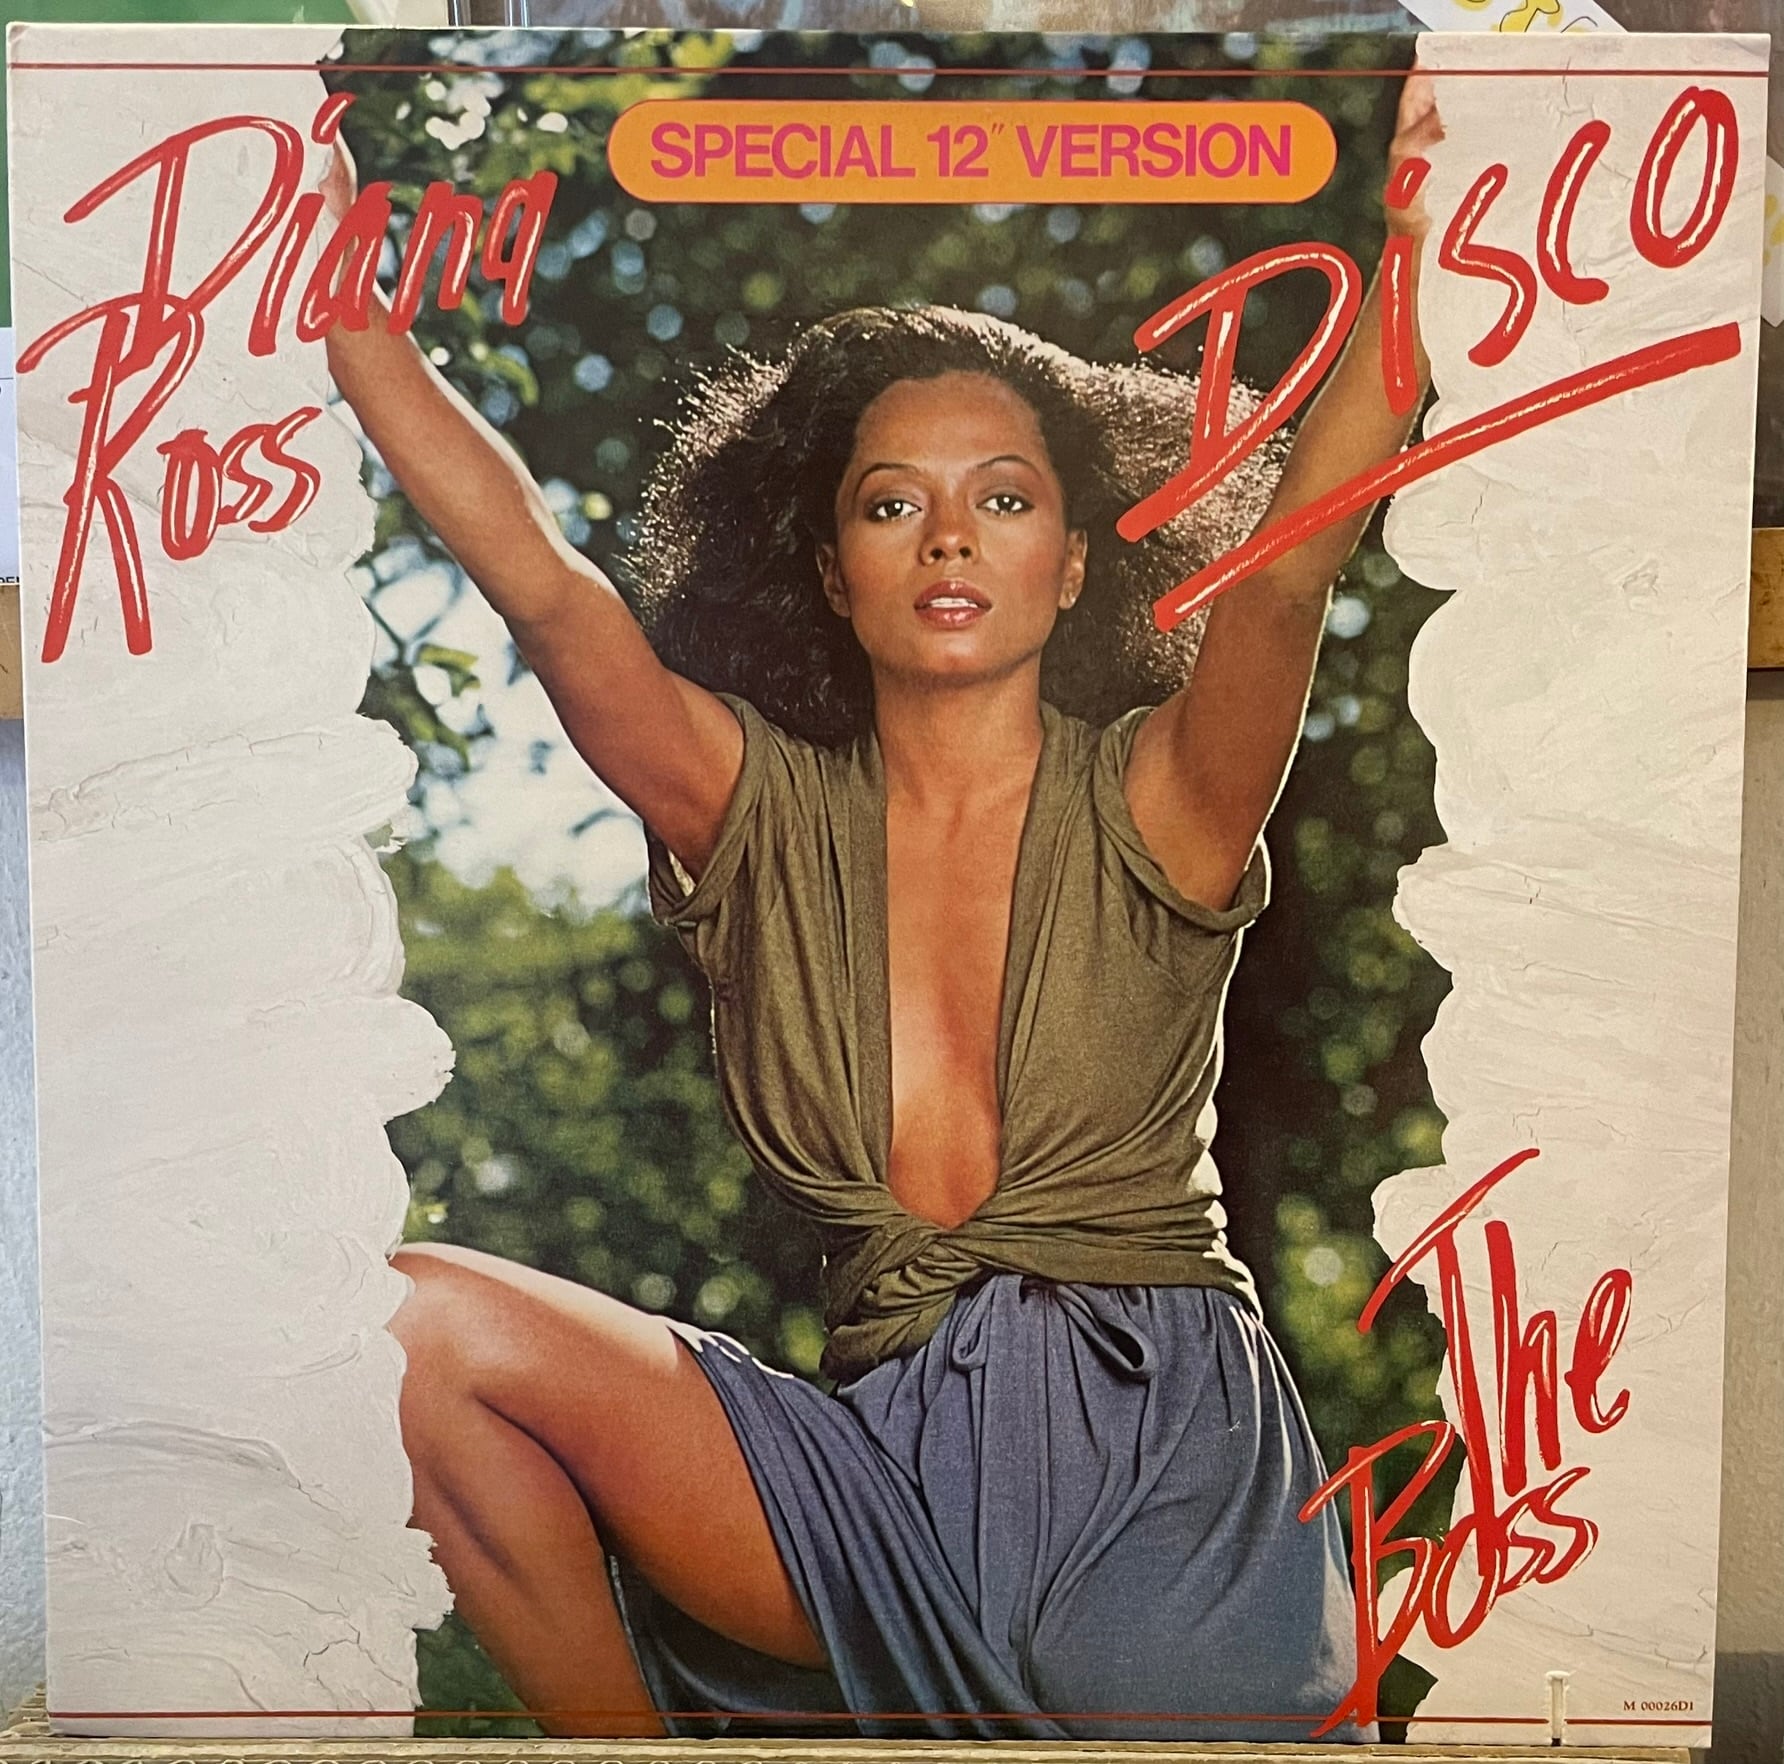 Diana
Ross
SPECIAL 12" VERSION
Disco
The
Boss
M 00026D1